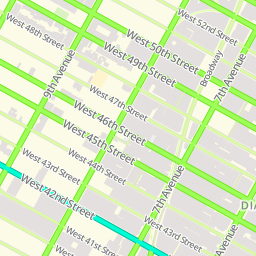 West 52nd Street
West 50th Street
West 48th Street
West 49th Street
Broadway
9th Avenue
7th Avenue
West 47th Street
West 46th Street
West 45th Street
West 44th Street
West 43rd Street
West 42nd Street
7th Avenue
DI
West 43rd Street
West 41st Street
Avenue